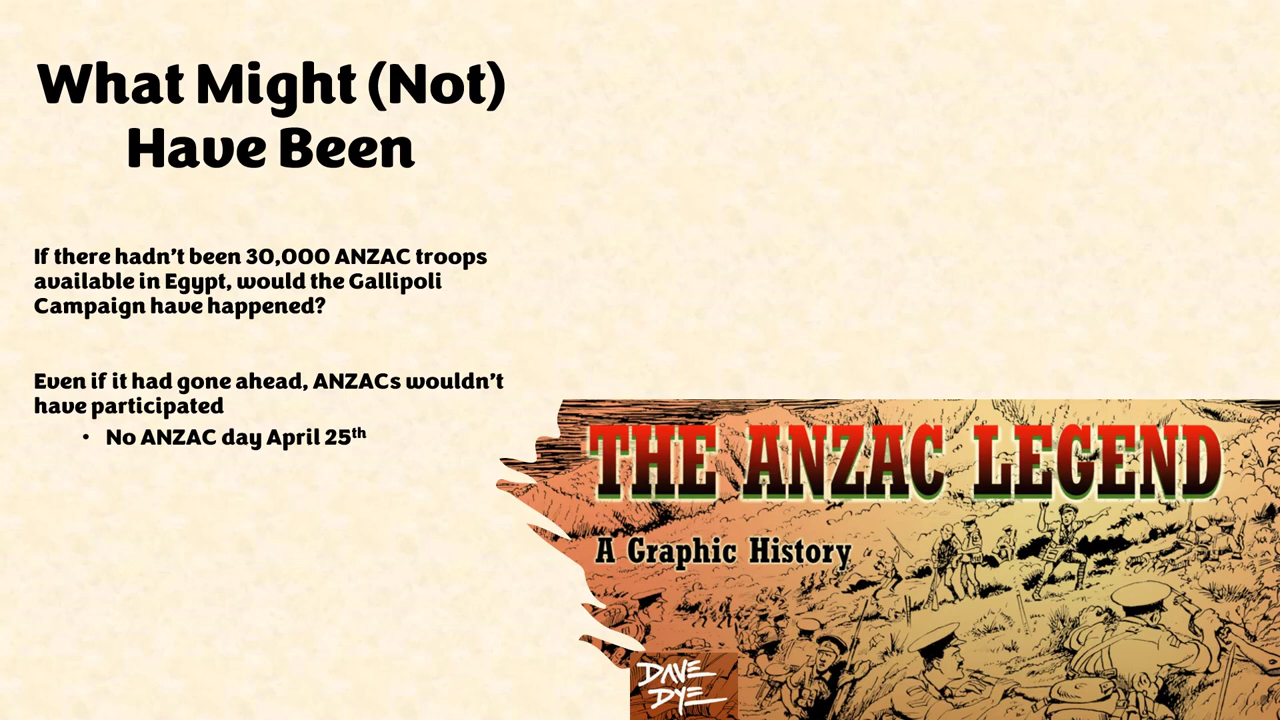 What Might (Not)
Have Been
If there hadn't been 30,000 ANZAC troops
available in Egypt, would the Gallipoli
Campaign have happened?
Even if it had gone ahead, ANZACs wouldn't
have participated
• No ANZAC day April 25th
THE ANZAC LEGEND
A Graphic History
DAVE
DYE